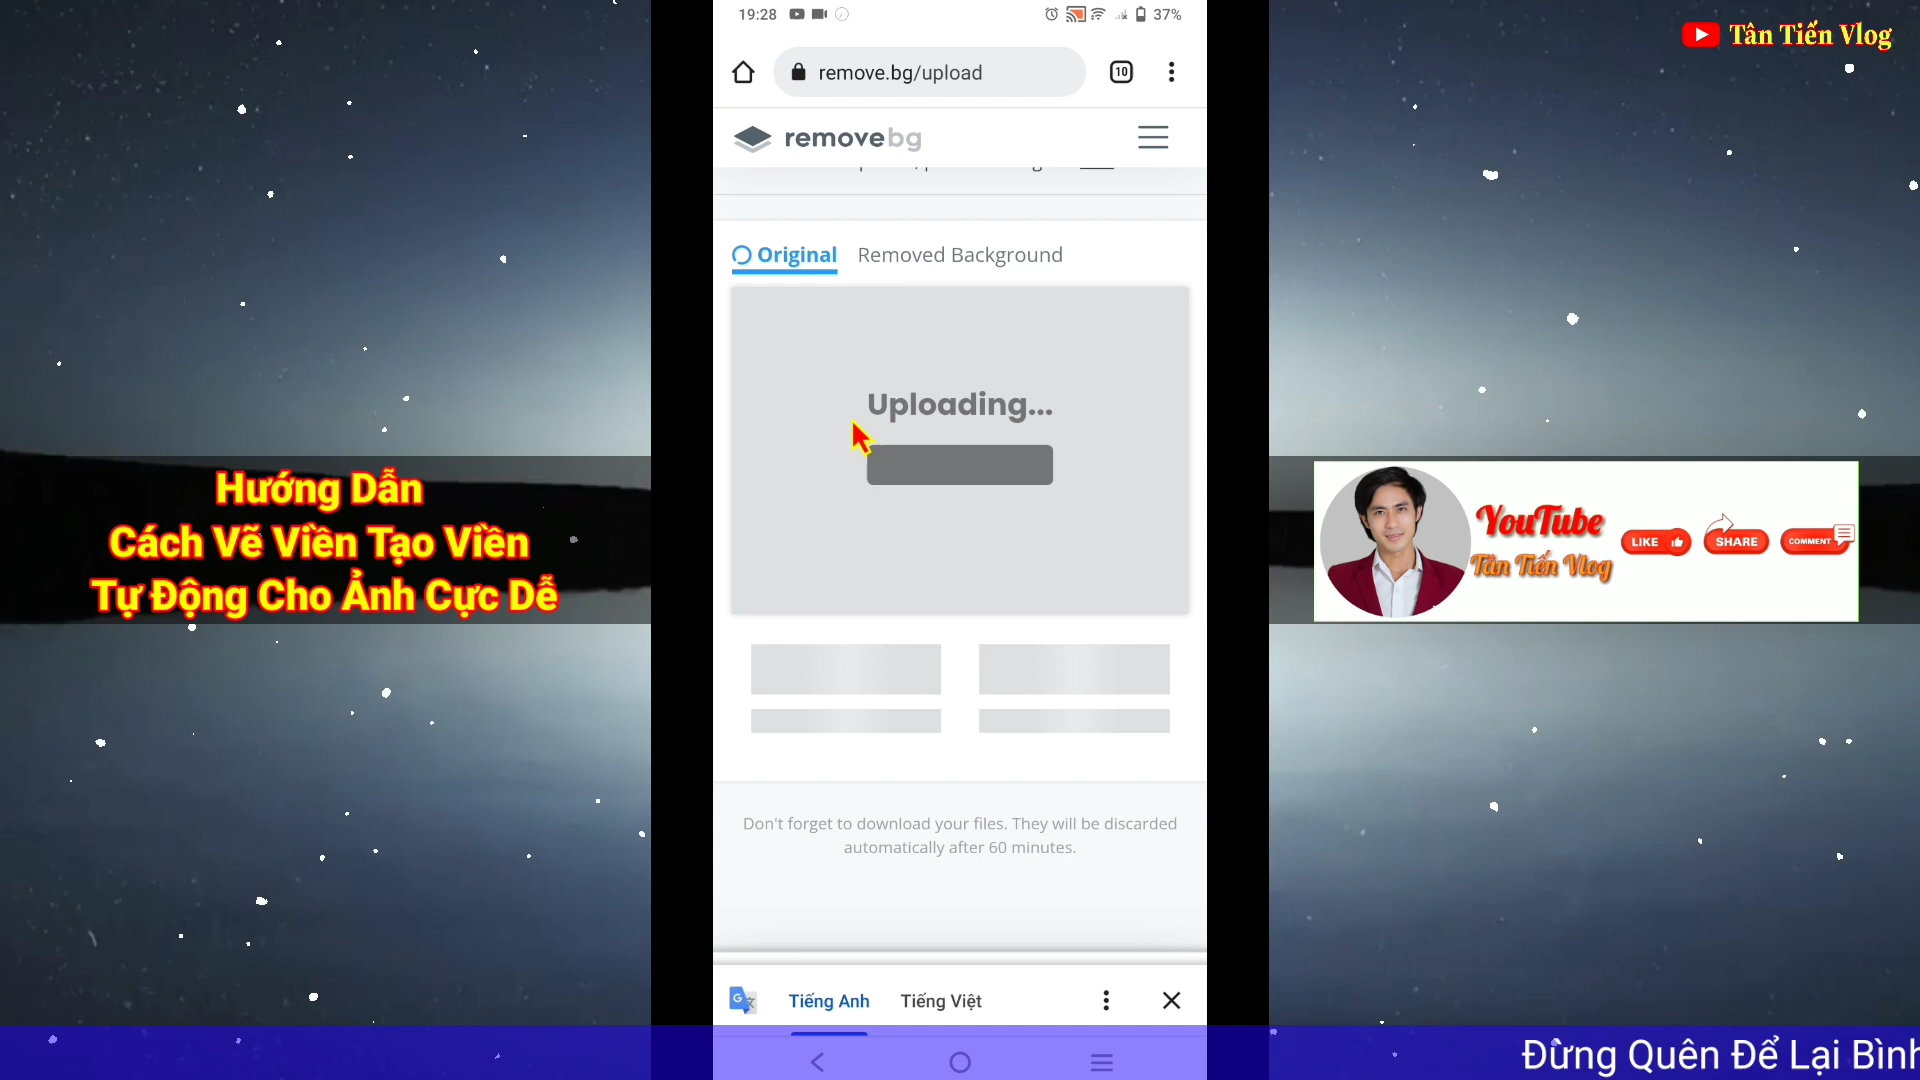 19:28
37%
Tân Tiến Vlog
remove.bg/upload
10
removebg
Original
Removed Background
Uploading...
Hướng Dẫn
Cách Vẽ Viền Tạo Viền
Tự Động Cho Ảnh Cực Dễ
YouTube
Tân Tiến Vlog
LIKE
SHARE
COMMENT
Don't forget to download your files. They will be discarded
automatically after 60 minutes.
Tiếng Anh
Tiếng Việt
Đừng Quên Để Lại Bình